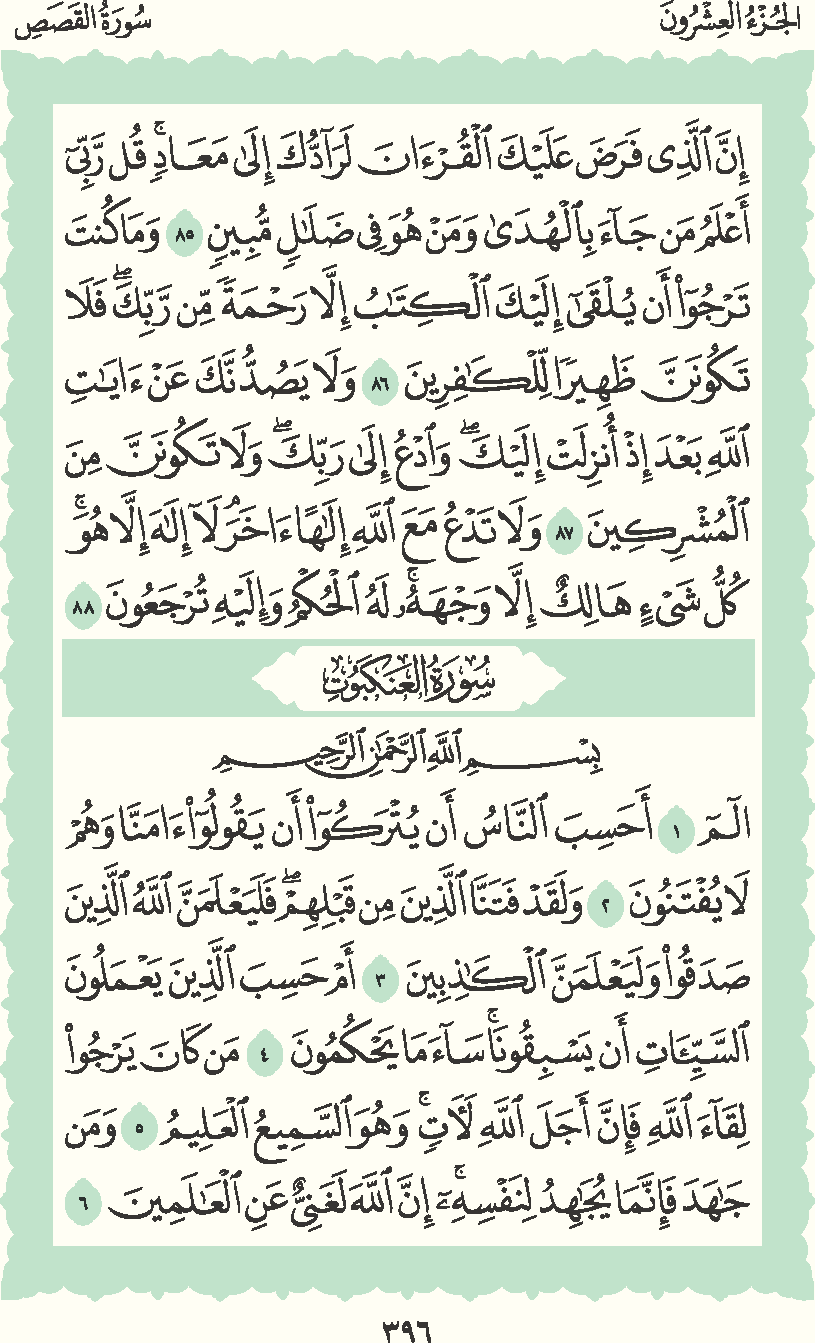 الجُزْءُ العِشْرُونَ
سُورَةُ القَصَصِ
إِنَّ ٱلَّذِى فَرَضَ عَلَيْكَ ٱلْقُرْءَانَ لَرَآدُّكَ إِلَىٰ مَعَادٍ ۚ قُل رَّبِّىٓ
أَعْلَمُ مَن جَآءَ بِٱلْهُدَىٰ وَمَنْ هُوَ فِى ضَلَـٰلٍ مُّبِينٍ ٨٥ وَمَا كُنتَ
تَرْجُوٓا۟ أَن يُلْقَىٰٓ إِلَيْكَ ٱلْكِتَـٰبُ إِلَّا رَحْمَةً مِّن رَّبِّكَ ۖ فَلَا
تَكُونَنَّ ظَهِيرًا لِّلْكَـٰفِرِينَ ٨٦ وَلَا يَصُدُّنَّكَ عَنْ ءَايَـٰتِ
ٱللَّهِ بَعْدَ إِذْ أُنزِلَتْ إِلَيْكَ ۖ وَٱدْعُ إِلَىٰ رَبِّكَ ۖ وَلَا تَكُونَنَّ مِنَ
ٱلْمُشْرِكِينَ ٨٧ وَلَا تَدْعُ مَعَ ٱللَّهِ إِلَـٰهًا ءَاخَرَ ۘ لَآ إِلَـٰهَ إِلَّا هُوَ ۚ
كُلُّ شَىْءٍ هَالِكٌ إِلَّا وَجْهَهُۥ ۚ لَهُ ٱلْحُكْمُ وَإِلَيْهِ تُرْجَعُونَ ٨٨
سُورَةُ العَنكَبُوتِ
بِسْمِ ٱللَّهِ ٱلرَّحْمَـٰنِ ٱلرَّحِيمِ
الٓمٓ ١ أَحَسِبَ ٱلنَّاسُ أَن يُتْرَكُوٓا۟ أَن يَقُولُوٓا۟ ءَامَنَّا وَهُمْ
لَا يُفْتَنُونَ ٢ وَلَقَدْ فَتَنَّا ٱلَّذِينَ مِن قَبْلِهِمْ ۖ فَلَيَعْلَمَنَّ ٱللَّهُ ٱلَّذِينَ
صَدَقُوا۟ وَلَيَعْلَمَنَّ ٱلْكَـٰذِبِينَ ٣ أَمْ حَسِبَ ٱلَّذِينَ يَعْمَلُونَ
ٱلسَّيِّـَٔاتِ أَن يَسْبِقُونَا ۚ سَآءَ مَا يَحْكُمُونَ ٤ مَن كَانَ يَرْجُوا۟
لِقَآءَ ٱللَّهِ فَإِنَّ أَجَلَ ٱللَّهِ لَـَٔاتٍ ۚ وَهُوَ ٱلسَّمِيعُ ٱلْعَلِيمُ ٥ وَمَن
جَـٰهَدَ فَإِنَّمَا يُجَـٰهِدُ لِنَفْسِهِۦٓ ۚ إِنَّ ٱللَّهَ لَغَنِىٌّ عَنِ ٱلْعَـٰلَمِينَ ٦
٣٩٦